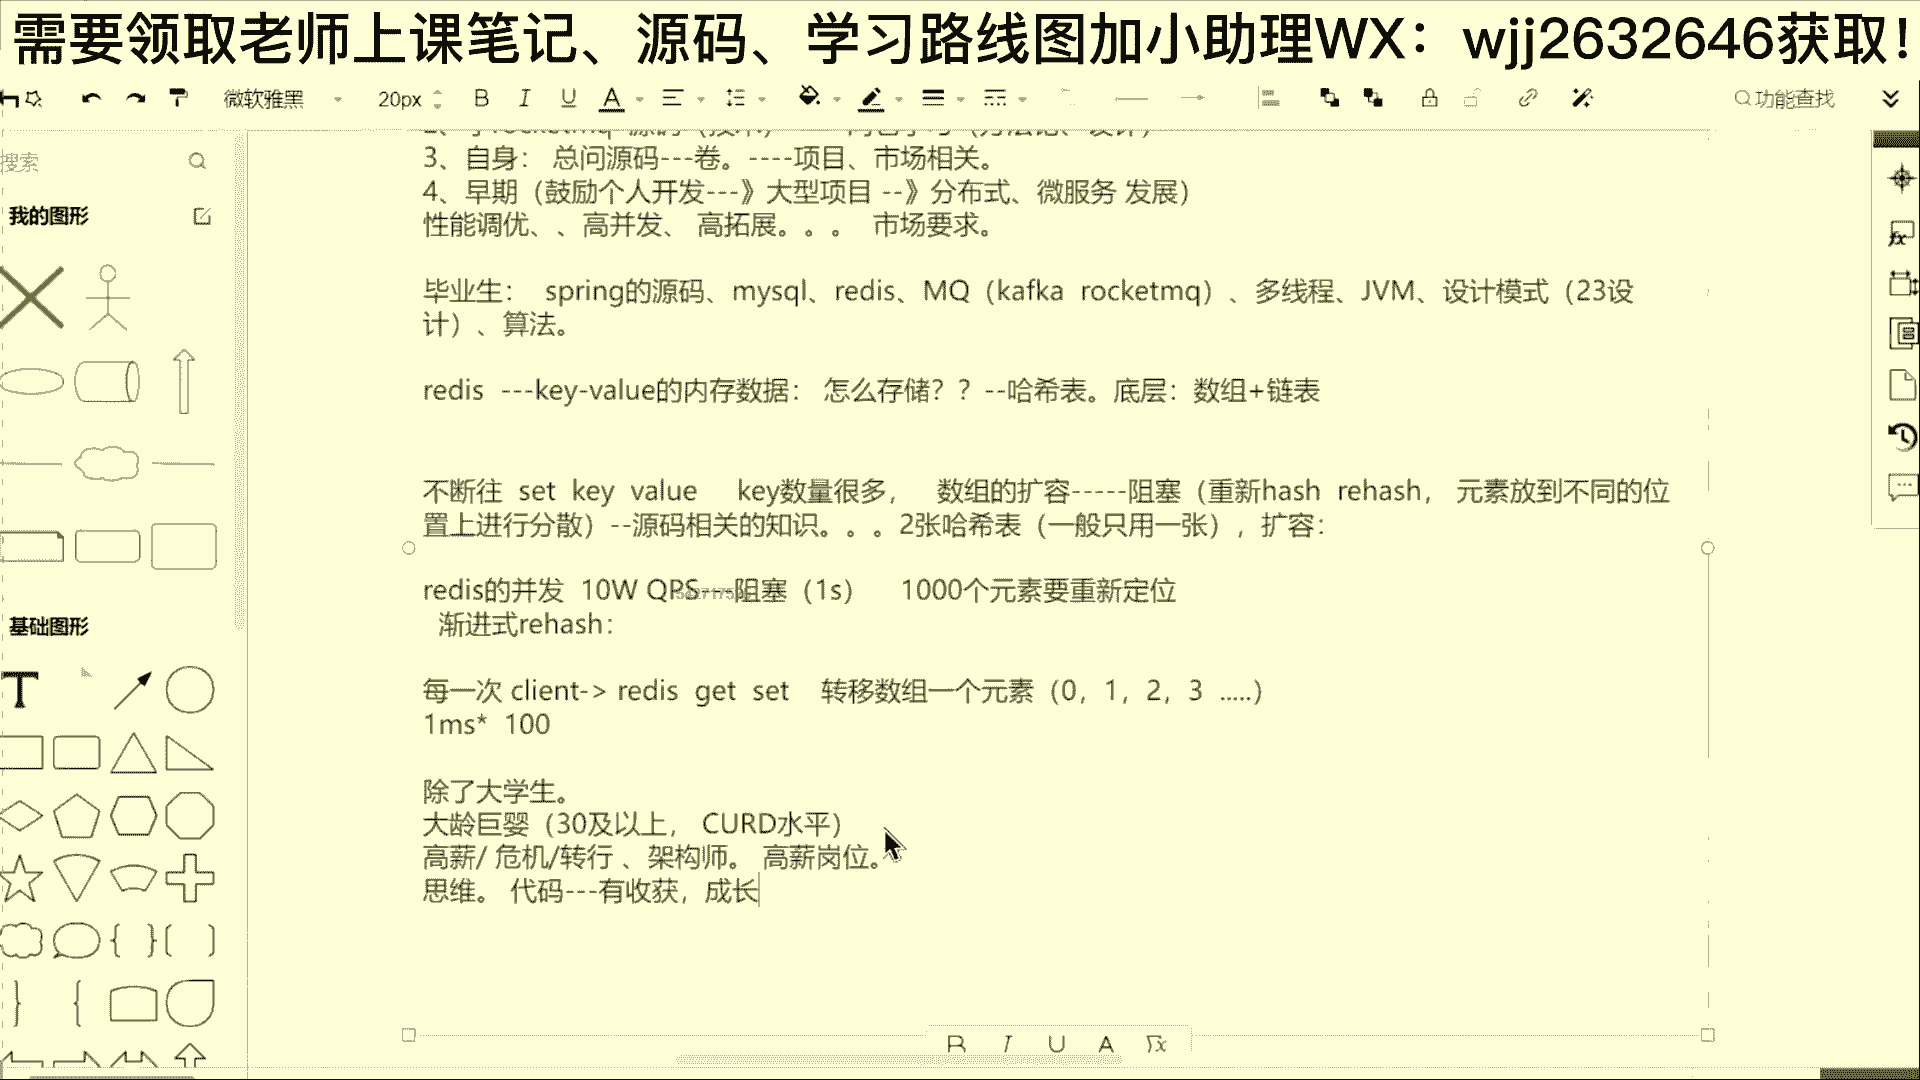 需要领取老师上课笔记、源码、学习路线图加小助理WX：wjj2632646获取！
微软雅黑 20px B I U A 功能查找
搜索
我的图形
基础图形
T
3、自身： 总问源码---卷。----项目、市场相关。
4、早期（鼓励个人开发---》大型项目 --》分布式、微服务 发展）
性能调优、、高并发、 高拓展。。。 市场要求。
毕业生： spring的源码、mysql、redis、MQ（kafka rocketmq）、多线程、JVM、设计模式（23设
计）、算法。
redis ---key-value的内存数据： 怎么存储？？--哈希表。底层：数组+链表
不断往 set key value key数量很多， 数组的扩容-----阻塞（重新hash rehash， 元素放到不同的位
置上进行分散）--源码相关的知识。。。2张哈希表（一般只用一张），扩容：
redis的并发 10W QPS---阻塞（1s） 1000个元素要重新定位
渐进式rehash：
每一次 client-> redis get set 转移数组一个元素（0，1，2，3 .....）
1ms* 100
除了大学生。
大龄巨婴（30及以上， CURD水平）
高薪/ 危机/转行 、架构师。 高薪岗位。
思维。 代码---有收获，成长
B I U A fx